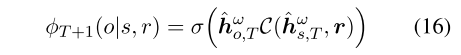 ϕ_{T+1}(o|s, r) = σ(ĥ^ω_{o,T} 𝒞(ĥ^ω_{s,T}, r)) (16)